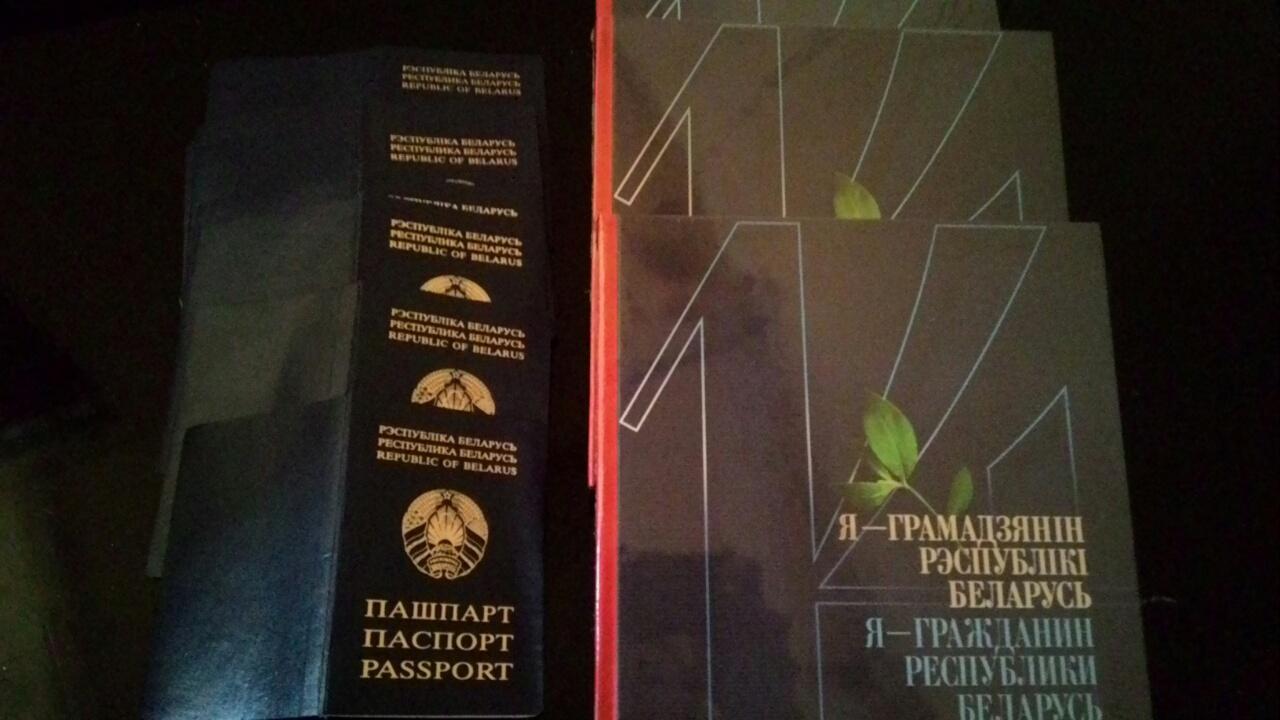 РЭСПУБЛІКА БЕЛАРУСЬ
РЕСПУБЛИКА БЕЛАРУСЬ
REPUBLIC OF BELARUS
РЭСПУБЛІКА БЕЛАРУСЬ
РЕСПУБЛИКА БЕЛАРУСЬ
REPUBLIC OF BELARUS
БЕЛАРУСЬ
РЭСПУБЛІКА БЕЛАРУСЬ
РЕСПУБЛИКА БЕЛАРУСЬ
REPUBLIC OF BELARUS
РЭСПУБЛІКА БЕЛАРУСЬ
РЕСПУБЛИКА БЕЛАРУСЬ
REPUBLIC OF BELARUS
РЭСПУБЛІКА БЕЛАРУСЬ
РЕСПУБЛИКА БЕЛАРУСЬ
REPUBLIC OF BELARUS
ПАШПАРТ
ПАСПОРТ
PASSPORT
Я—ГРАМАДЗЯНІН
РЭСПУБЛІКІ
БЕЛАРУСЬ
Я—ГРАЖДАНИН
РЕСПУБЛИКИ
БЕЛАРУСЬ